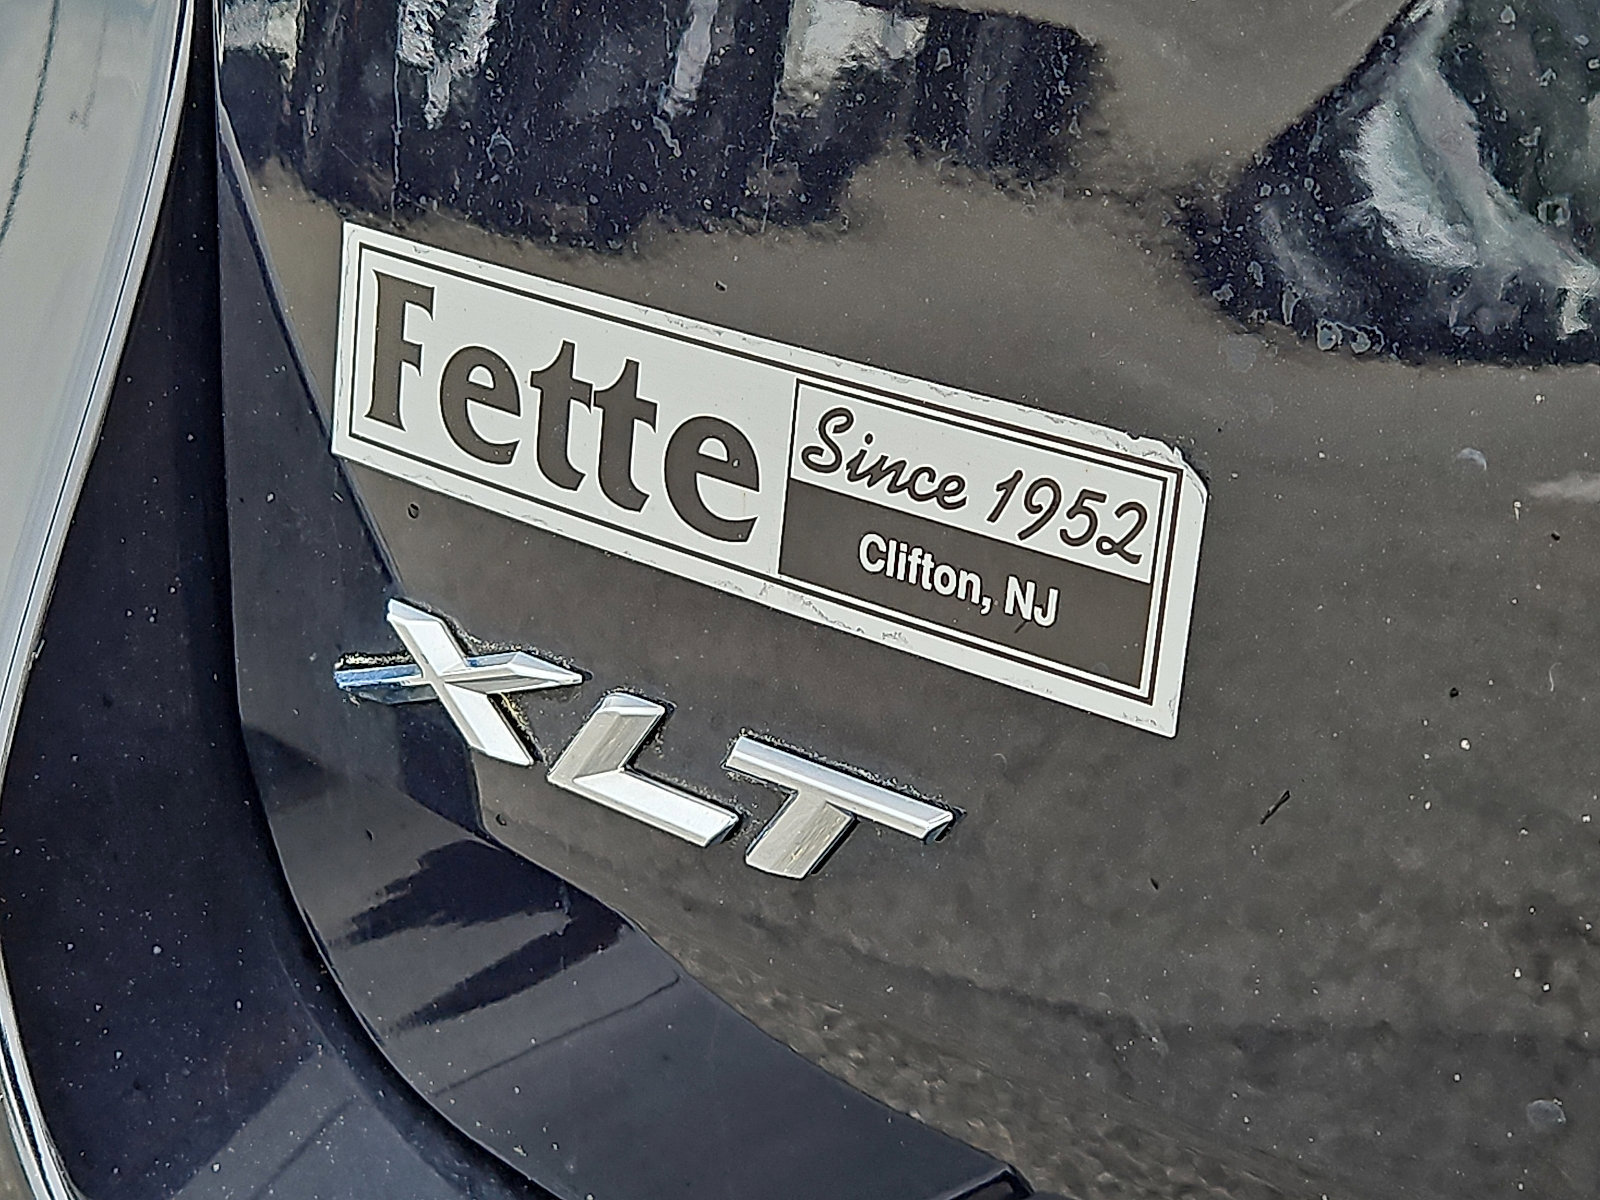 Fette
Since 1952
Clifton, NJ
XLT